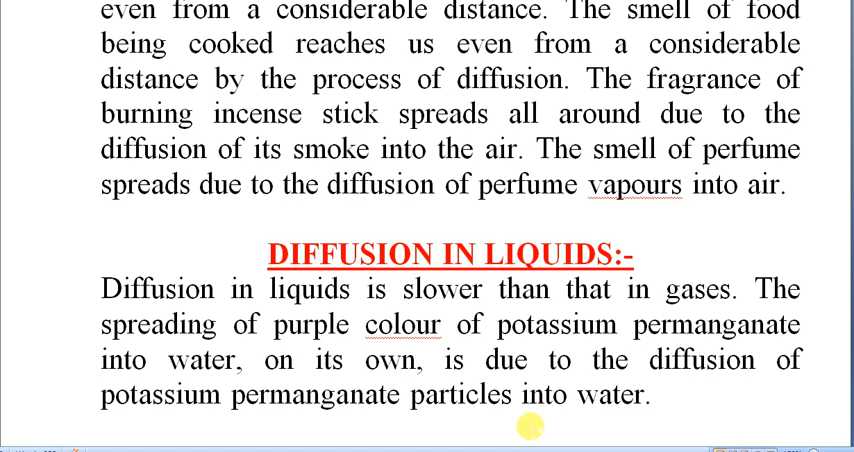 even from a considerable distance. The smell of food
being cooked reaches us even from a considerable
distance by the process of diffusion. The fragrance of
burning incense stick spreads all around due to the
diffusion of its smoke into the air. The smell of perfume
spreads due to the diffusion of perfume vapours into air.
DIFFUSION IN LIQUIDS:-
Diffusion in liquids is slower than that in gases. The
spreading of purple colour of potassium permanganate
into water, on its own, is due to the diffusion of
potassium permanganate particles into water.